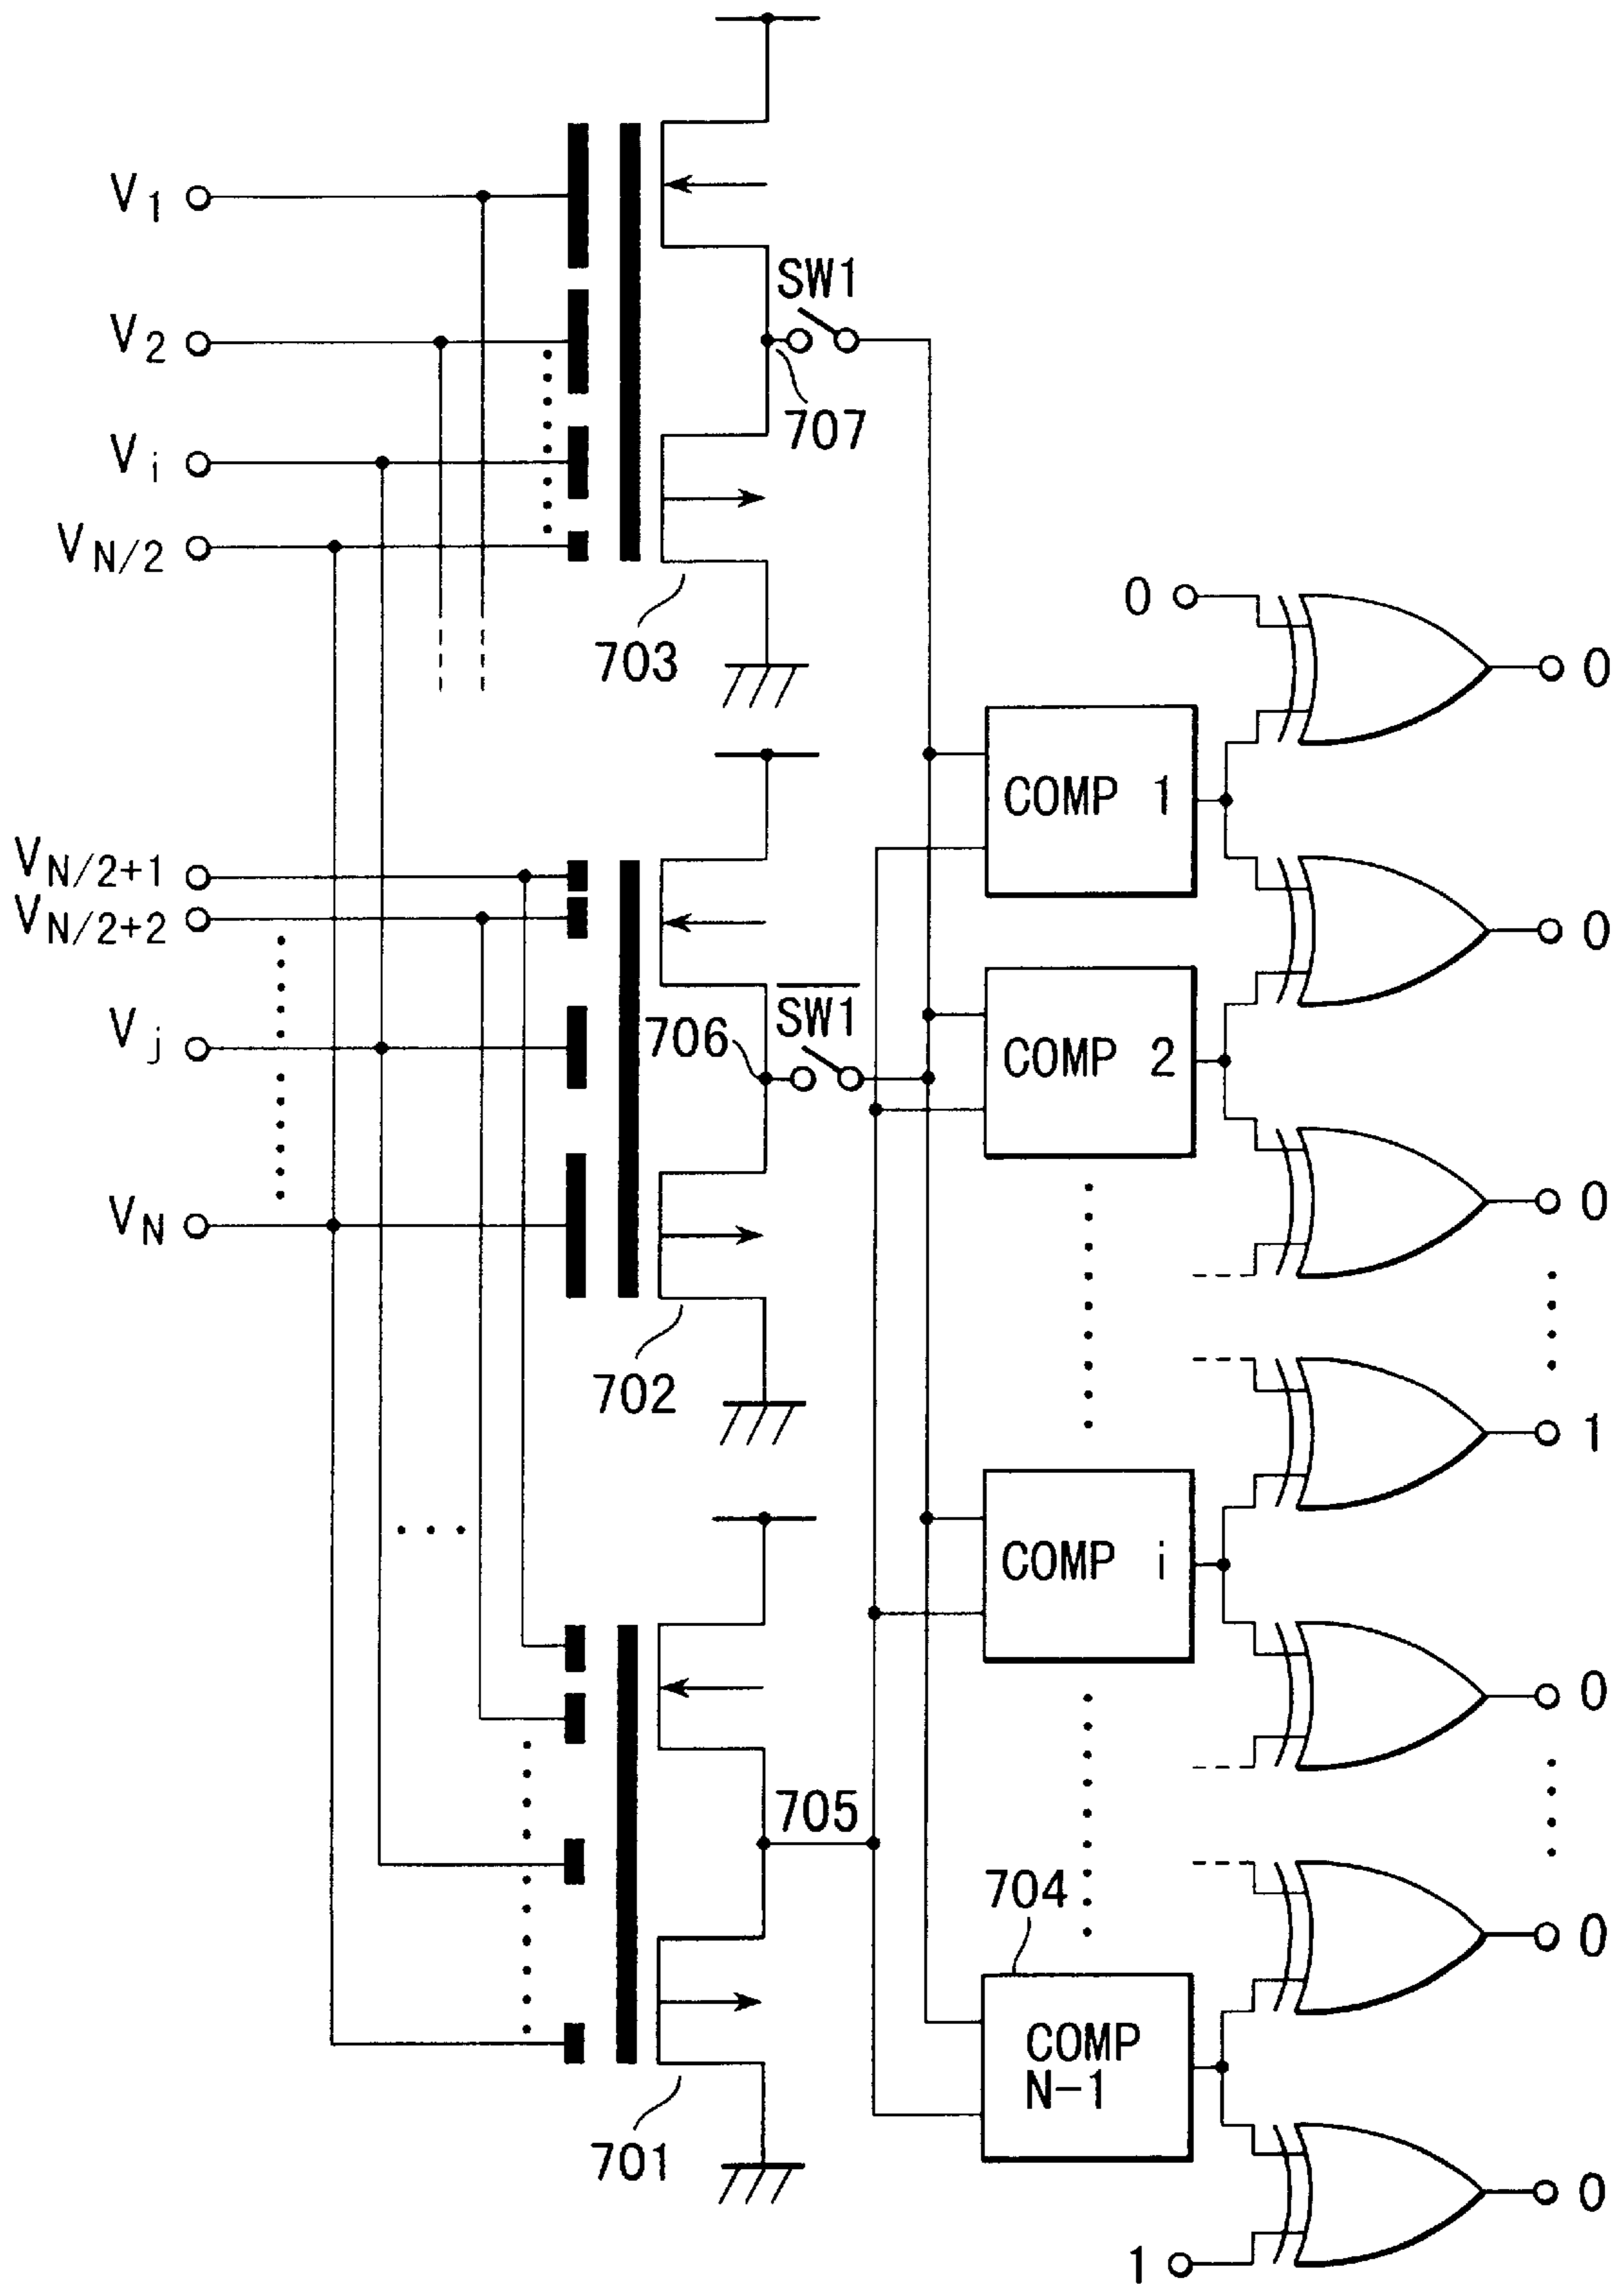 V1
SW1
V2
707
Vi
VN/2
0
703
0
COMP 1
VN/2+1
VN/2+2
0
SW1
706
Vj
COMP 2
VN
0
702
1
COMP i
0
705
704
0
COMP
N-1
701
0
1